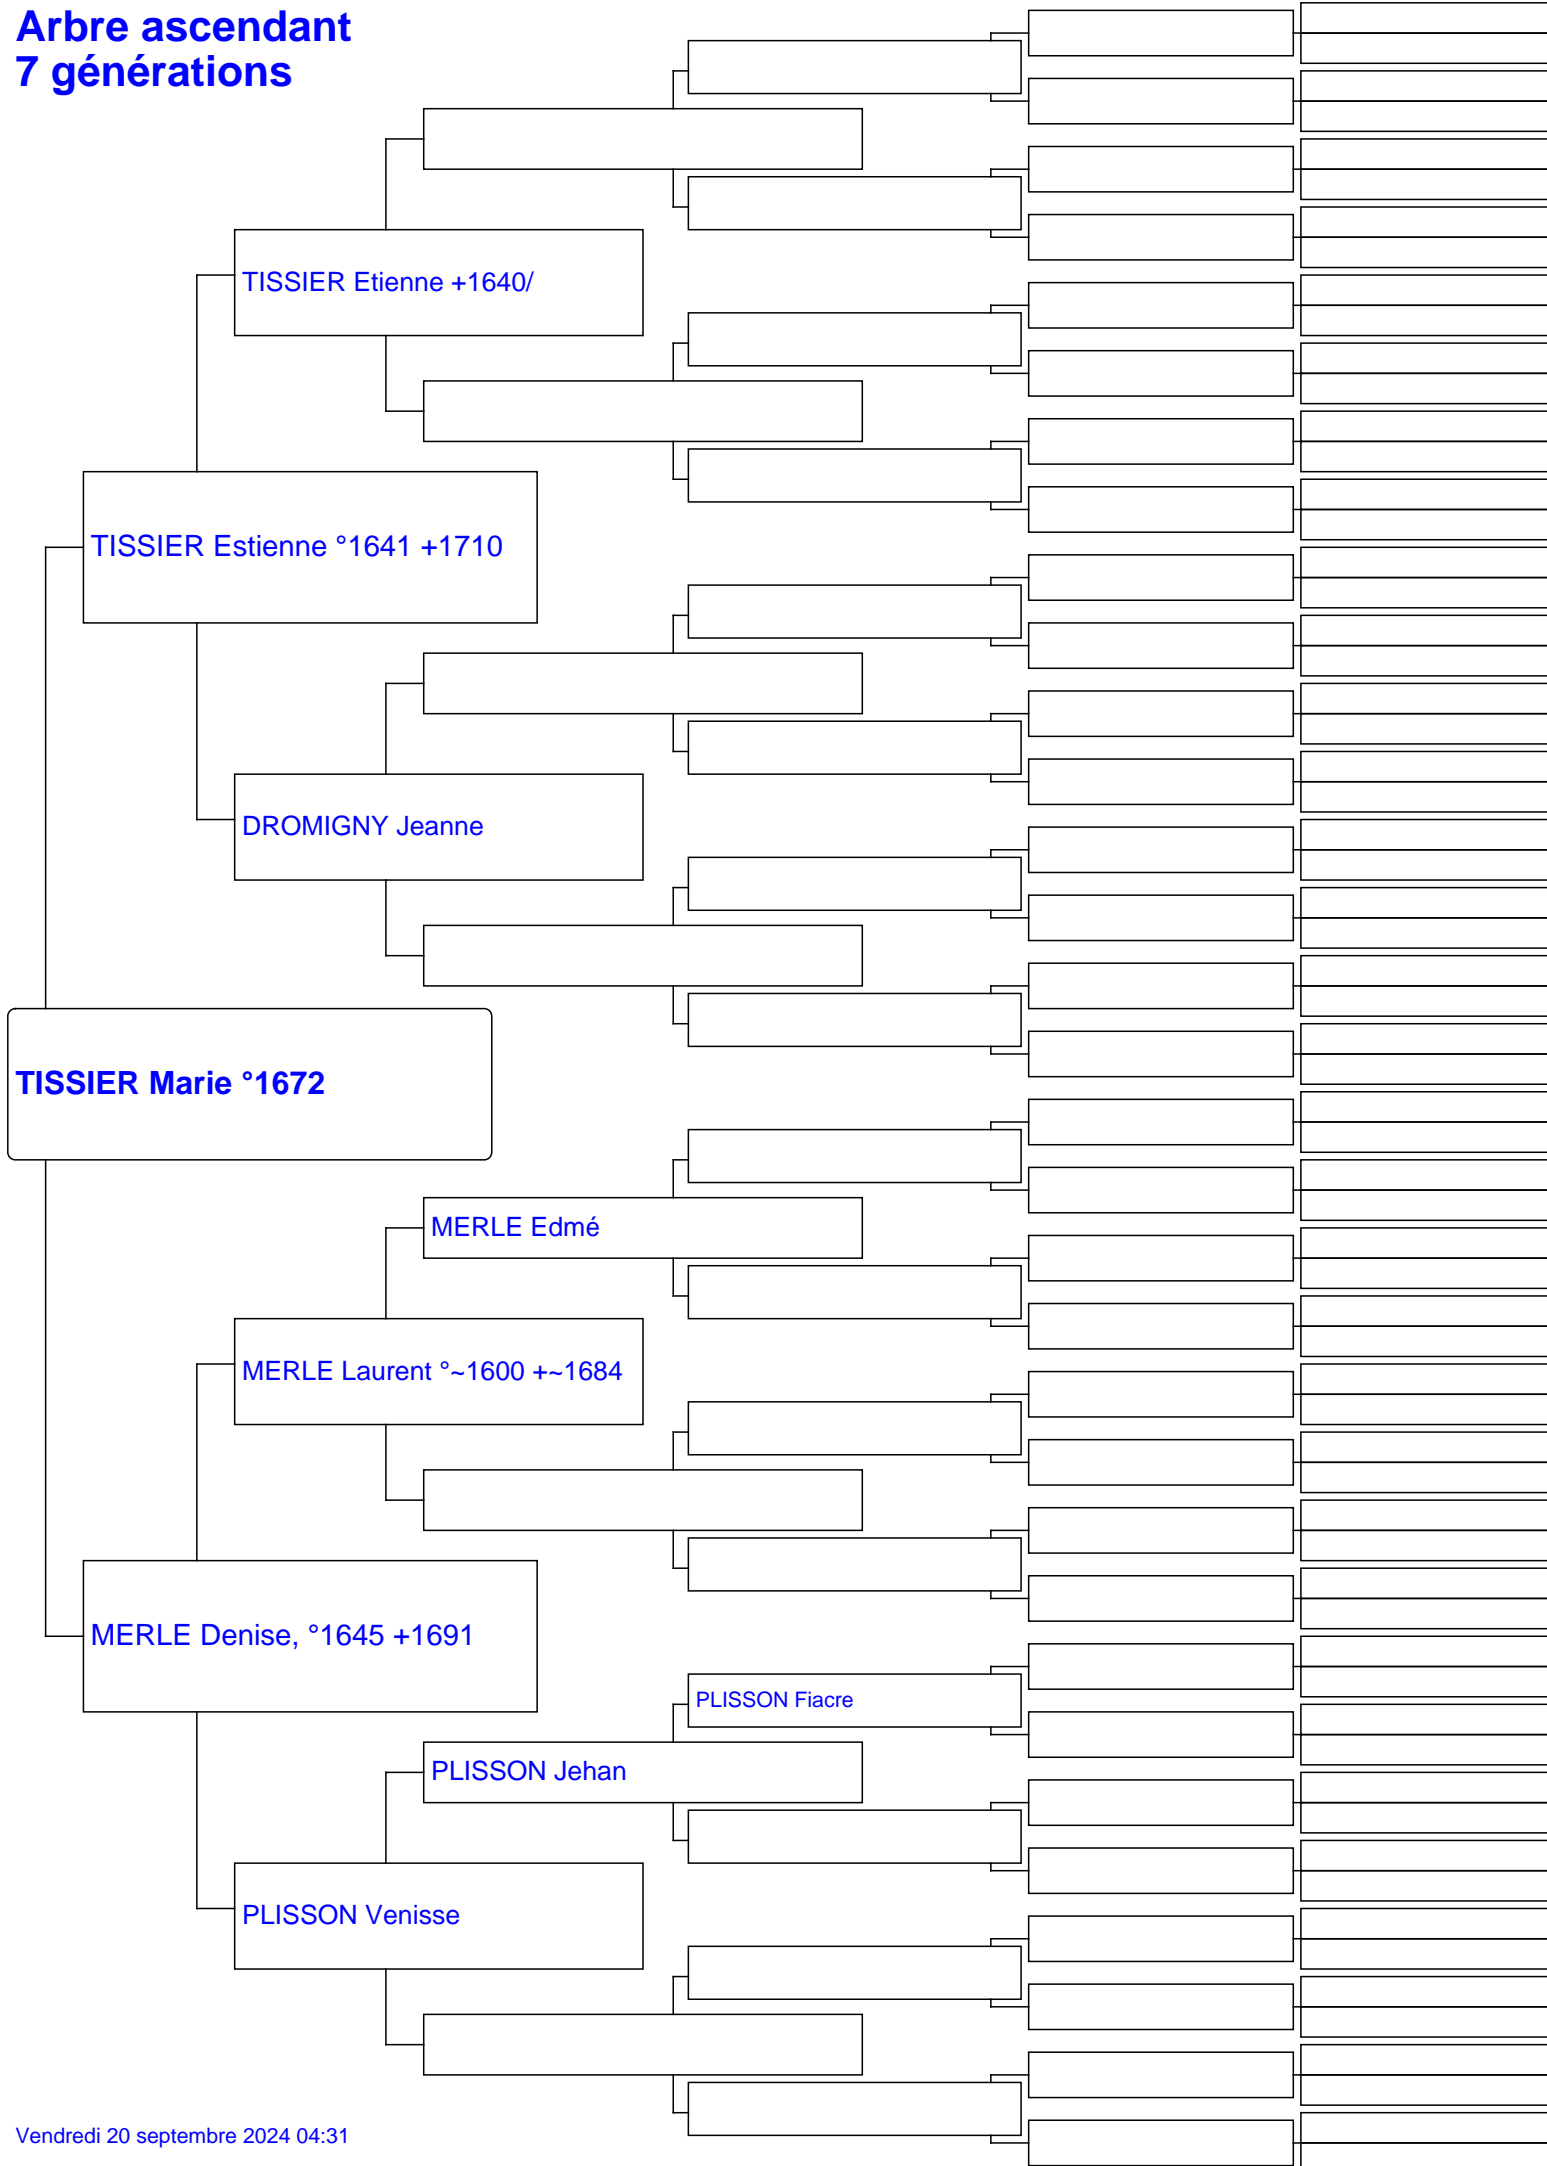 Arbre ascendant
7 générations
TISSIER Etienne +1640/
TISSIER Estienne °1641 +1710
DROMIGNY Jeanne
TISSIER Marie °1672
MERLE Edmé
MERLE Laurent °~1600 +~1684
MERLE Denise, °1645 +1691
PLISSON Fiacre
PLISSON Jehan
PLISSON Venisse
Vendredi 20 septembre 2024 04:31